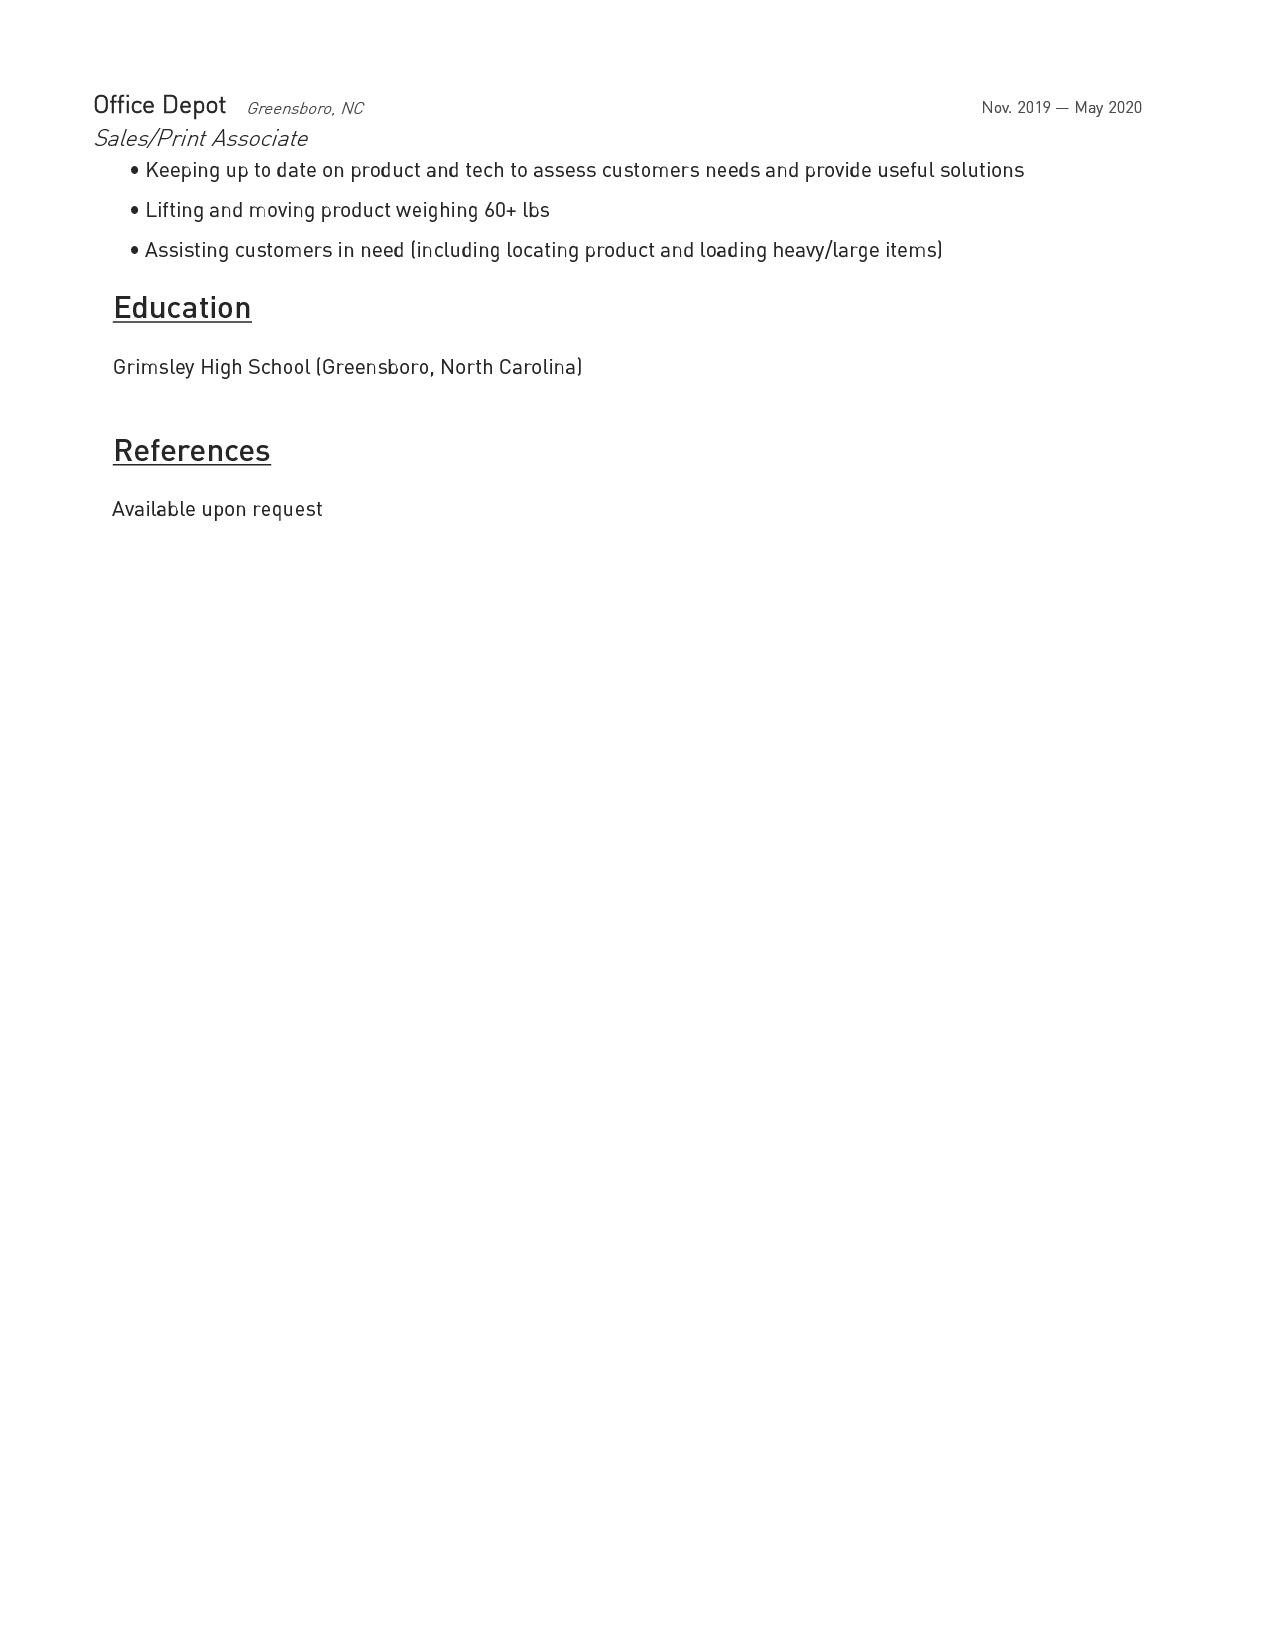 Office Depot Greensboro, NC Nov. 2019 — May 2020
Sales/Print Associate
• Keeping up to date on product and tech to assess customers needs and provide useful solutions
• Lifting and moving product weighing 60+ lbs
• Assisting customers in need (including locating product and loading heavy/large items)
Education
Grimsley High School (Greensboro, North Carolina)
References
Available upon request